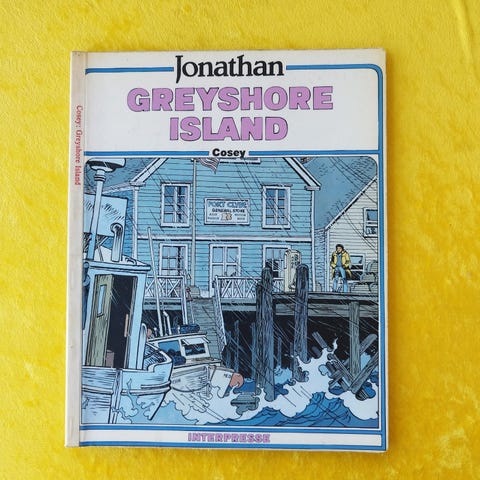 Jonathan
GREYSHORE
ISLAND
Cosey
Cosey: Greyshore Island
PORT CLYDE
GENERAL STORE
INTERPRESSE